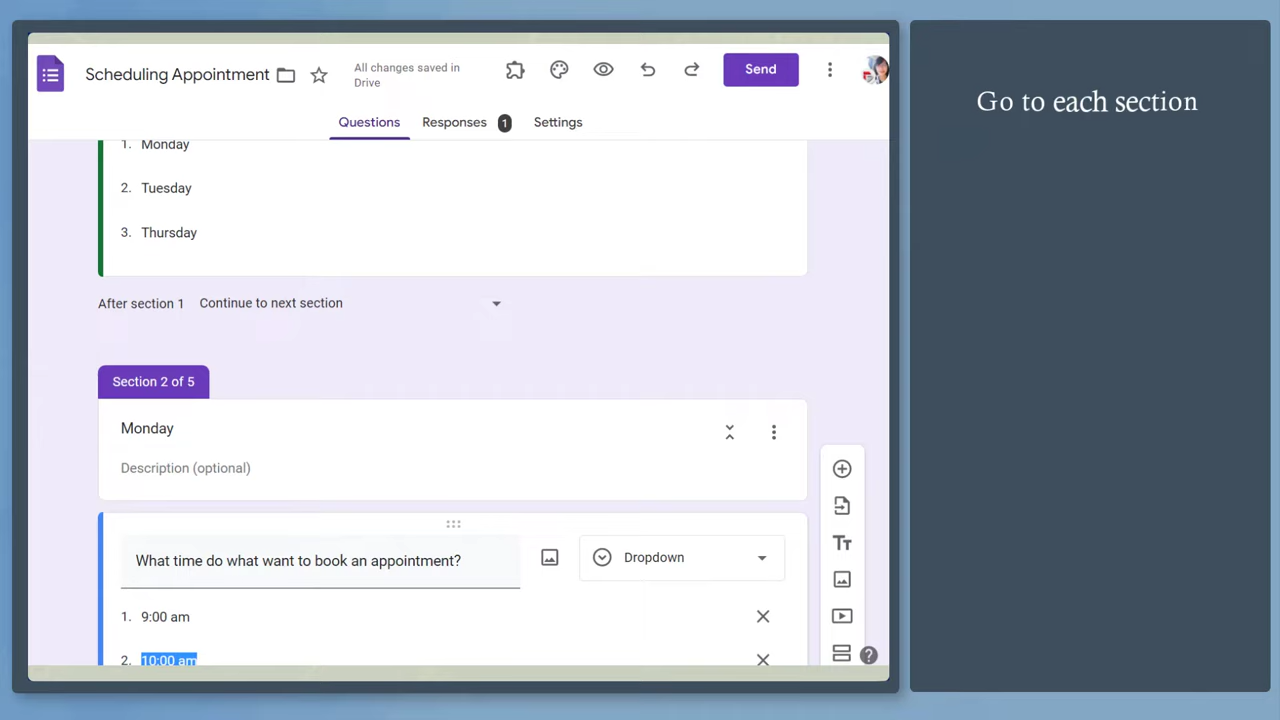 Scheduling Appointment
All changes saved in
Drive
Send
Questions
Responses 1
Settings
1. Monday
2. Tuesday
3. Thursday
After section 1 Continue to next section
Section 2 of 5
Monday
Description (optional)
What time do what want to book an appointment?
Dropdown
1. 9:00 am
2. 10:00 am
Go to each section